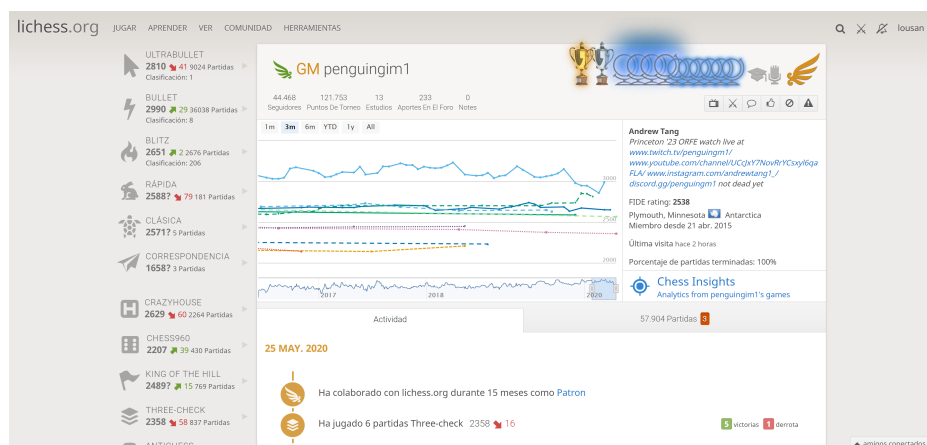 lichess.org JUGAR APRENDER VER COMUNIDAD HERRAMIENTAS lousan
ULTRABULLET
2810 41 9024 Partidas
Clasificación: 1
BULLET
2990 29 36038 Partidas
Clasificación: 8
BLITZ
2651 2 2676 Partidas
Clasificación: 206
RÁPIDA
2588? 79 181 Partidas
CLÁSICA
2571? 5 Partidas
CORRESPONDENCIA
1658? 3 Partidas
CRAZYHOUSE
2629 60 2264 Partidas
CHESS960
2207 39 430 Partidas
KING OF THE HILL
2489? 15 769 Partidas
THREE-CHECK
2358 58 837 Partidas
ANTICHESS
GM penguingim1
44.468 121.753 13 233 0
Seguidores Puntos De Torneo Estudios Aportes En El Foro Notes
1m 3m 6m YTD 1y All
3000
2500
2000
2017 2018 2020
Andrew Tang
Princeton '23 ORFE watch live at
www.twitch.tv/penguingim1/
www.youtube.com/channel/UCcJxY7NovRrYCsxyl6qa
FLA/ www.instagram.com/andrewtang1_/
discord.gg/penguingim1 not dead yet
FIDE rating: 2538
Plymouth, Minnesota Antarctica
Miembro desde 21 abr. 2015
Última visita hace 2 horas
Porcentaje de partidas terminadas: 100%
Chess Insights
Analytics from penguingim1's games
Actividad 57.904 Partidas 3
25 MAY. 2020
Ha colaborado con lichess.org durante 15 meses como Patron
Ha jugado 6 partidas Three-check 2358 16 5 victorias 1 derrota
amigos conectados